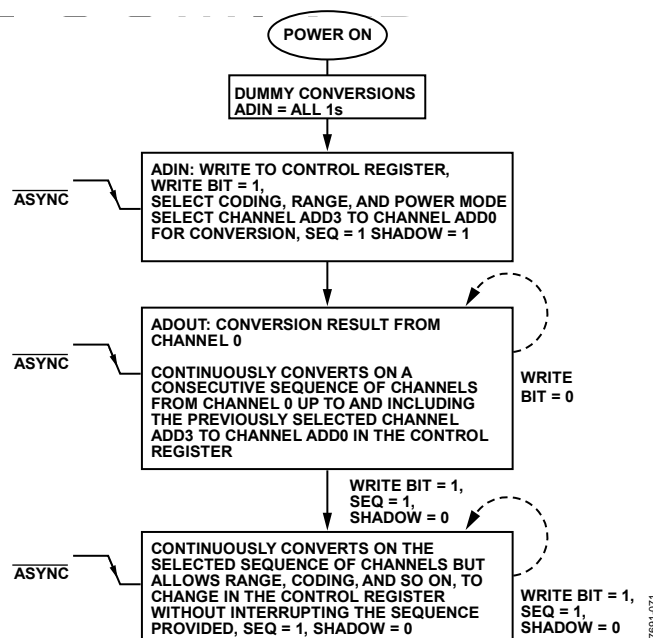 POWER ON
DUMMY CONVERSIONS
ADIN = ALL 1s
ASYNC
ADIN: WRITE TO CONTROL REGISTER,
WRITE BIT = 1,
SELECT CODING, RANGE, AND POWER MODE
SELECT CHANNEL ADD3 TO CHANNEL ADD0
FOR CONVERSION, SEQ = 1 SHADOW = 1
ASYNC
ADOUT: CONVERSION RESULT FROM
CHANNEL 0
CONTINUOUSLY CONVERTS ON A
CONSECUTIVE SEQUENCE OF CHANNELS
FROM CHANNEL 0 UP TO AND INCLUDING
THE PREVIOUSLY SELECTED CHANNEL
ADD3 TO CHANNEL ADD0 IN THE CONTROL
REGISTER
WRITE
BIT = 0
WRITE BIT = 1,
SEQ = 1,
SHADOW = 0
ASYNC
CONTINUOUSLY CONVERTS ON THE
SELECTED SEQUENCE OF CHANNELS BUT
ALLOWS RANGE, CODING, AND SO ON, TO
CHANGE IN THE CONTROL REGISTER
WITHOUT INTERRUPTING THE SEQUENCE
PROVIDED, SEQ = 1, SHADOW = 0
WRITE BIT = 1,
SEQ = 1,
SHADOW = 0